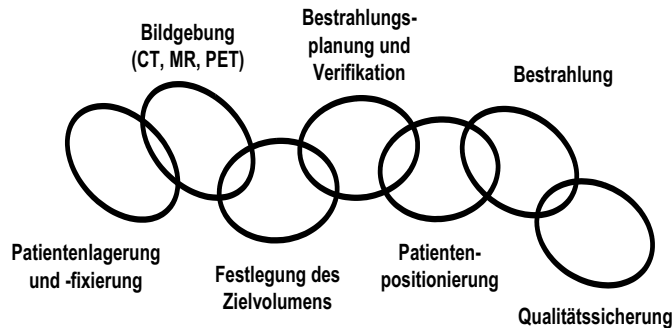 Bildgebung
(CT, MR, PET)
Bestrahlungs-
planung und
Verifikation
Bestrahlung
Patientenlagerung
und -fixierung
Festlegung des
Zielvolumens
Patienten-
positionierung
Qualitätssicherung